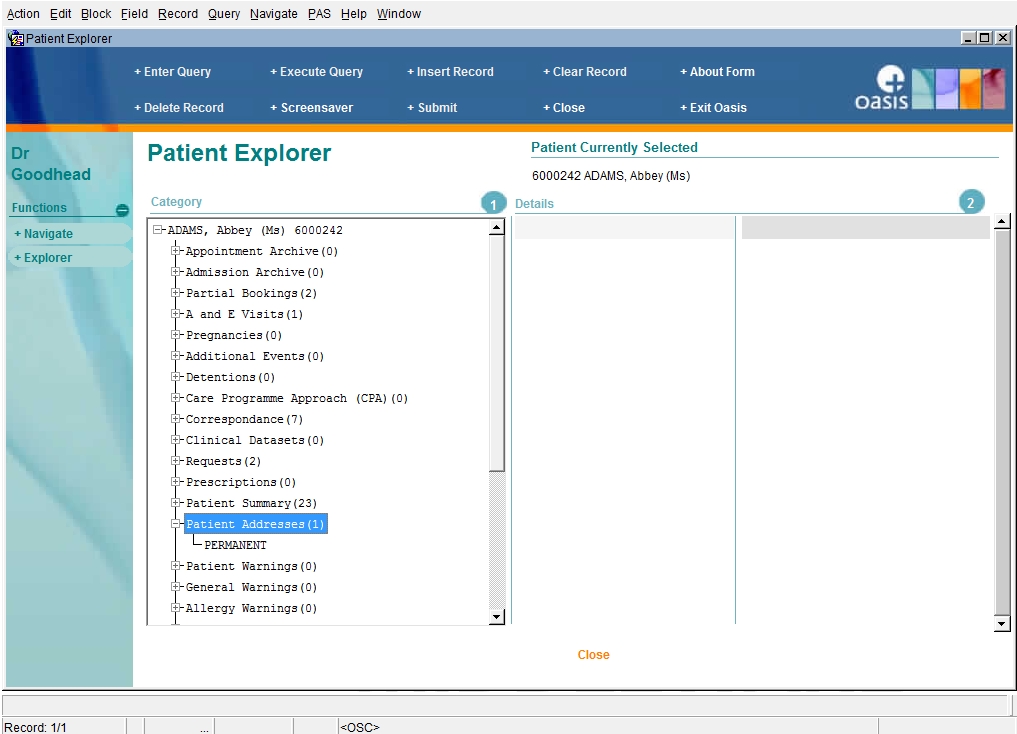 Action Edit Block Field Record Query Navigate PAS Help Window
Patient Explorer
+ Enter Query + Execute Query + Insert Record + Clear Record + About Form
+ Delete Record + Screensaver + Submit + Close + Exit Oasis
oasis
Dr
Goodhead
Functions
+ Navigate
+ Explorer
Patient Explorer
Patient Currently Selected
6000242 ADAMS, Abbey (Ms)
Category 1
Details 2
ADAMS, Abbey (Ms) 6000242
Appointment Archive(0)
Admission Archive(0)
Partial Bookings(2)
A and E Visits(1)
Pregnancies(0)
Additional Events(0)
Detentions(0)
Care Programme Approach (CPA)(0)
Correspondance(7)
Clinical Datasets(0)
Requests(2)
Prescriptions(0)
Patient Summary(23)
Patient Addresses(1)
PERMANENT
Patient Warnings(0)
General Warnings(0)
Allergy Warnings(0)
Close
Record: 1/1 ... <OSC>